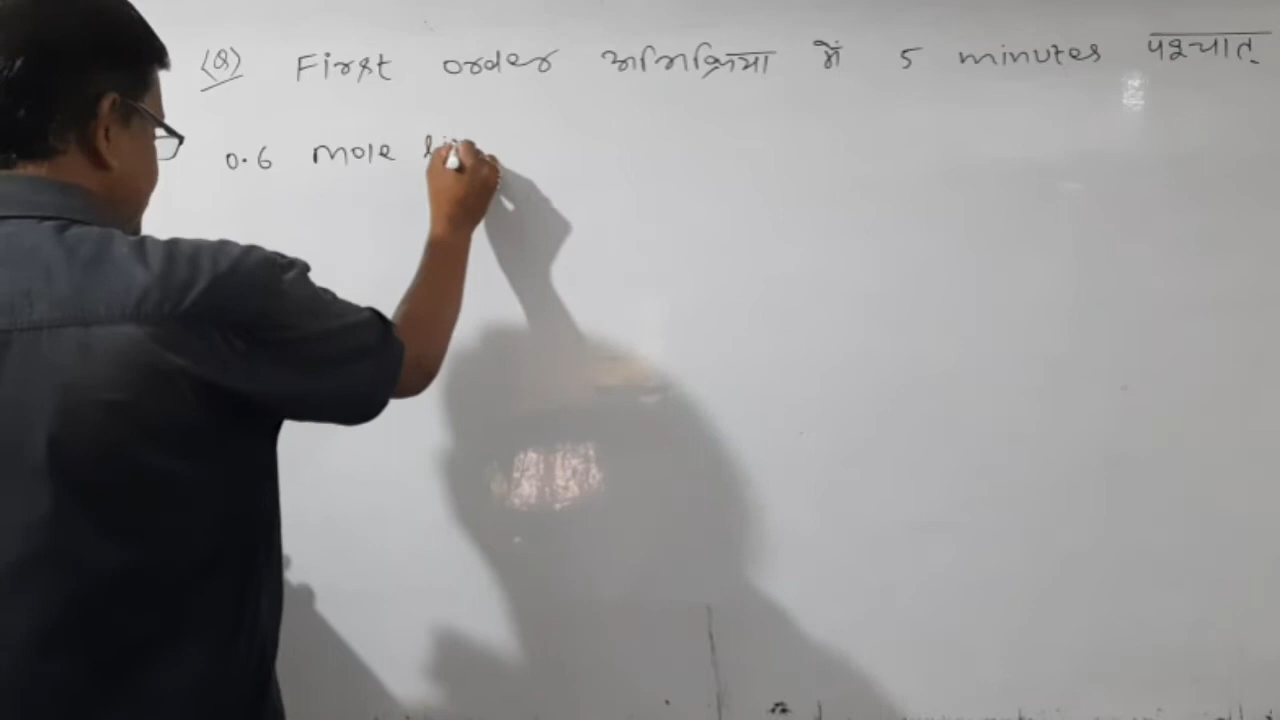 (Q) First order अभिक्रिया में 5 minutes पश्चात्
0.6 mole